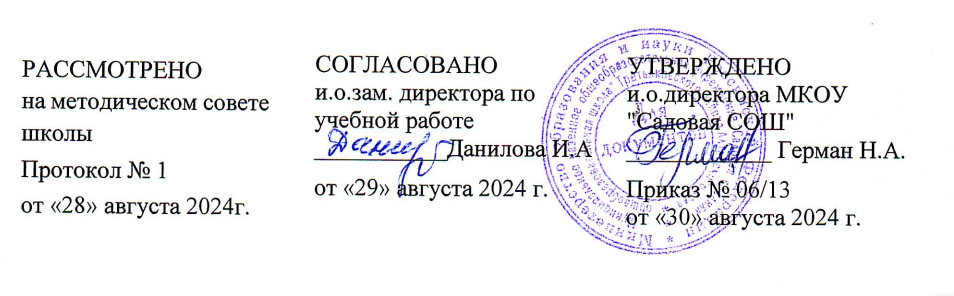 РАССМОТРЕНО
на методическом совете
школы
Протокол № 1
от «28» августа 2024г.
СОГЛАСОВАНО
и.о.зам. директора по
учебной работе
Данилова И.А
от «29» августа 2024 г.
УТВЕРЖДЕНО
и.о.директора МКОУ
"Садовая СОШ"
Герман Н.А.
Приказ № 06/13
от «30» августа 2024 г.